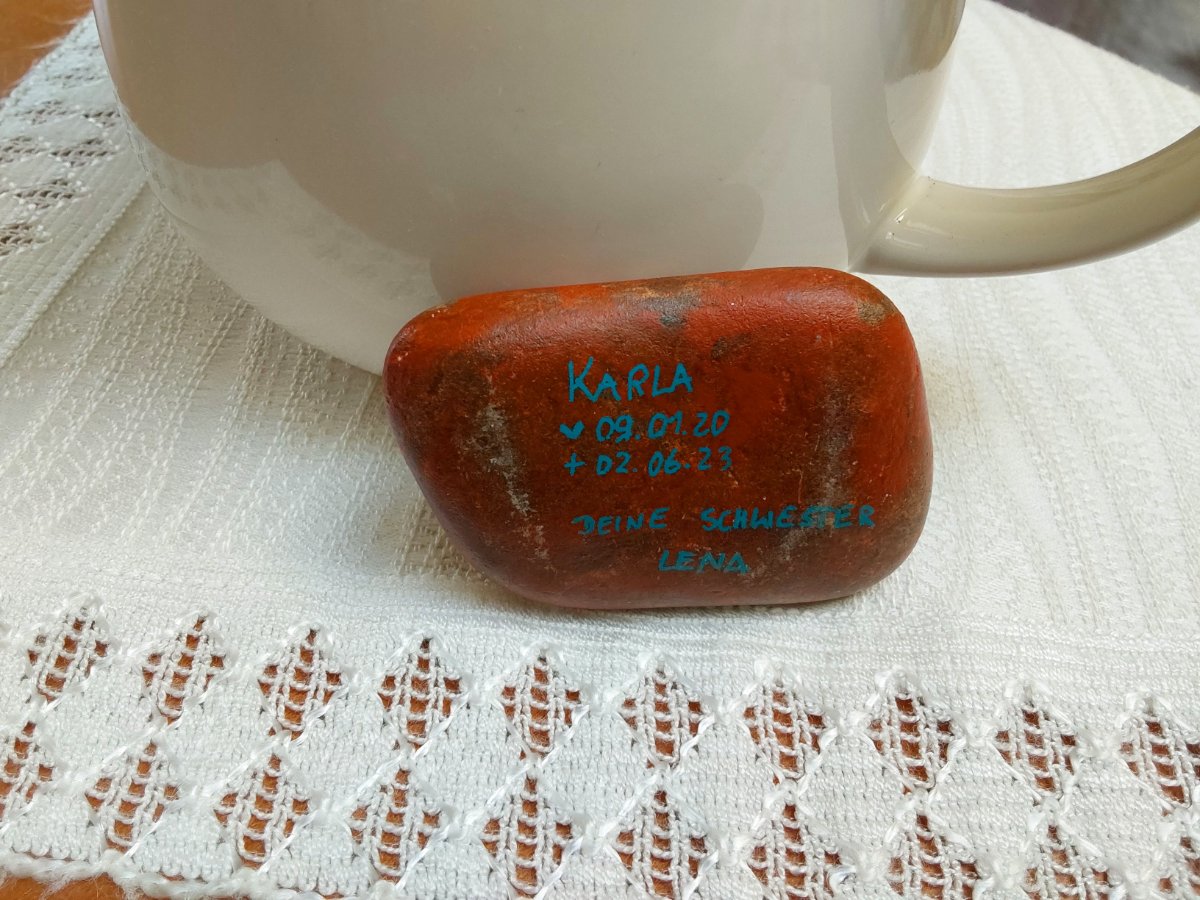 KARLA
♥ 09.01.20
+ 02.06.23
DEINE SCHWESTER
LENA